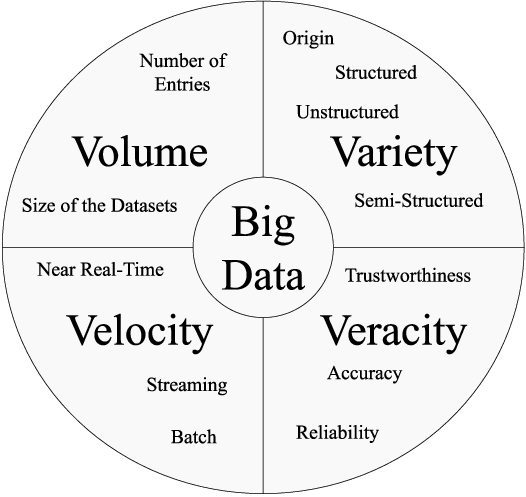 Number of
Entries
Volume
Size of the Datasets
Origin
Structured
Unstructured
Variety
Semi-Structured
Big
Data
Near Real-Time
Velocity
Streaming
Batch
Trustworthiness
Veracity
Accuracy
Reliability